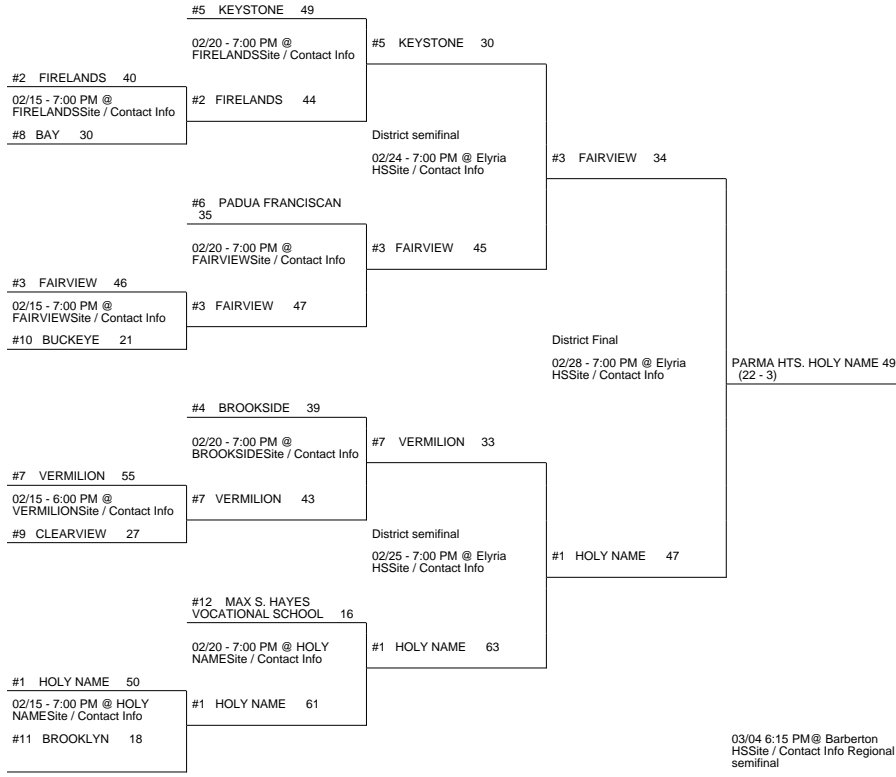 #5 KEYSTONE 49
02/20 - 7:00 PM @
FIRELANDSSite / Contact Info
#2 FIRELANDS 40
02/15 - 7:00 PM @
FIRELANDSSite / Contact Info
#8 BAY 30
#2 FIRELANDS 44
#5 KEYSTONE 30
District semifinal
02/24 - 7:00 PM @ Elyria
HSSite / Contact Info
#6 PADUA FRANCISCAN
35
02/20 - 7:00 PM @
FAIRVIEWSite / Contact Info
#3 FAIRVIEW 46
02/15 - 7:00 PM @
FAIRVIEWSite / Contact Info
#10 BUCKEYE 21
#3 FAIRVIEW 47
#3 FAIRVIEW 45
#3 FAIRVIEW 34
District Final
02/28 - 7:00 PM @ Elyria
HSSite / Contact Info
PARMA HTS. HOLY NAME 49
(22 - 3)
#4 BROOKSIDE 39
02/20 - 7:00 PM @
BROOKSIDESite / Contact Info
#7 VERMILION 55
02/15 - 6:00 PM @
VERMILIONSite / Contact Info
#9 CLEARVIEW 27
#7 VERMILION 43
#7 VERMILION 33
District semifinal
02/25 - 7:00 PM @ Elyria
HSSite / Contact Info
#1 HOLY NAME 47
#12 MAX S. HAYES
VOCATIONAL SCHOOL 16
02/20 - 7:00 PM @ HOLY
NAMESite / Contact Info
#1 HOLY NAME 63
#1 HOLY NAME 50
02/15 - 7:00 PM @ HOLY
NAMESite / Contact Info
#11 BROOKLYN 18
#1 HOLY NAME 61
03/04 6:15 PM@ Barberton
HSSite / Contact Info Regional
semifinal